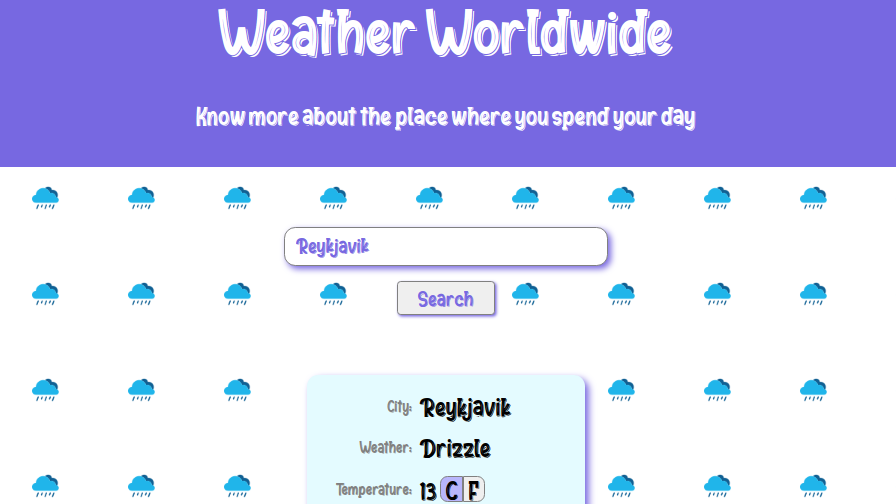 Weather Worldwide
Know more about the place where you spend your day
Reykjavik
Search
City: Reykjavik
Weather: Drizzle
Temperature: 13 C F